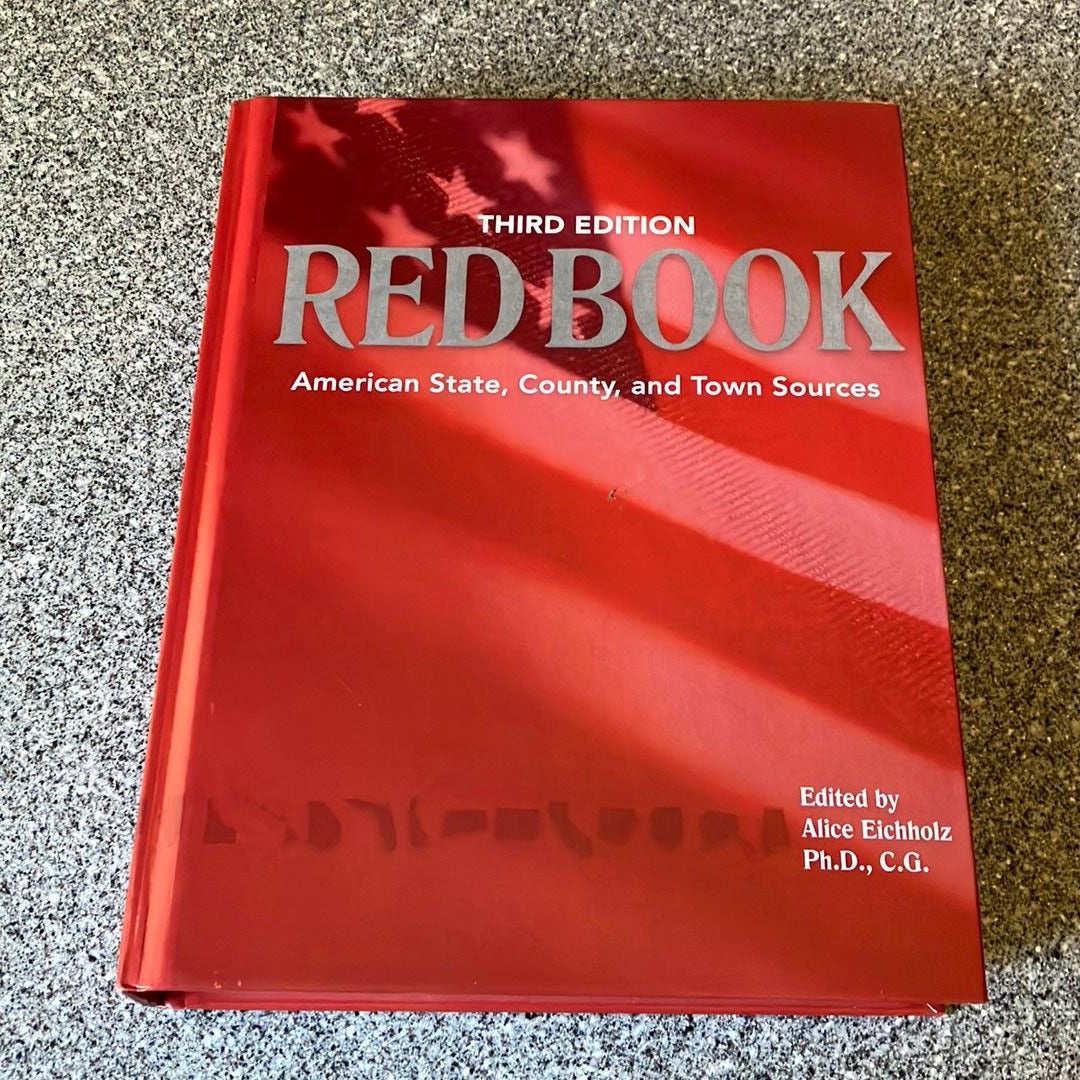 THIRD EDITION
RED BOOK
American State, County, and Town Sources
Edited by
Alice Eichholz
Ph.D., C.G.